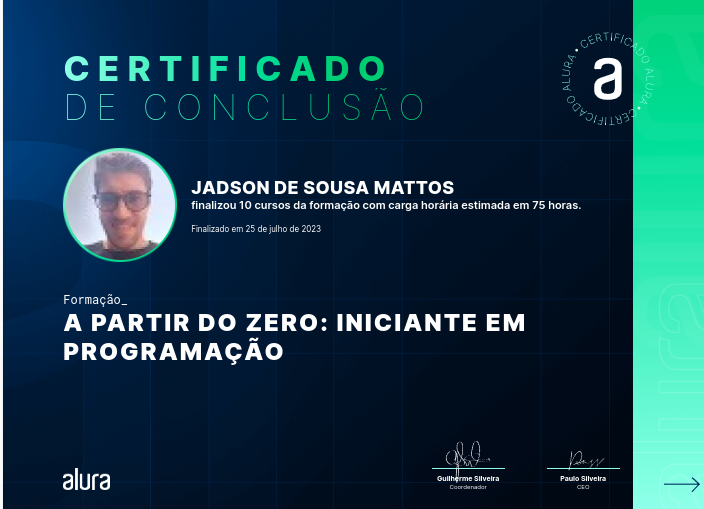 CERTIFICADO
DE CONCLUSÃO
CERTIFICADO ALURA • CERTIFICADO ALURA •
a
JADSON DE SOUSA MATTOS
finalizou 10 cursos da formação com carga horária estimada em 75 horas.
Finalizado em 25 de julho de 2023
Formação_
A PARTIR DO ZERO: INICIANTE EM
PROGRAMAÇÃO
Guilherme Silveira
Coordenador
Paulo Silveira
CEO
alura
alura